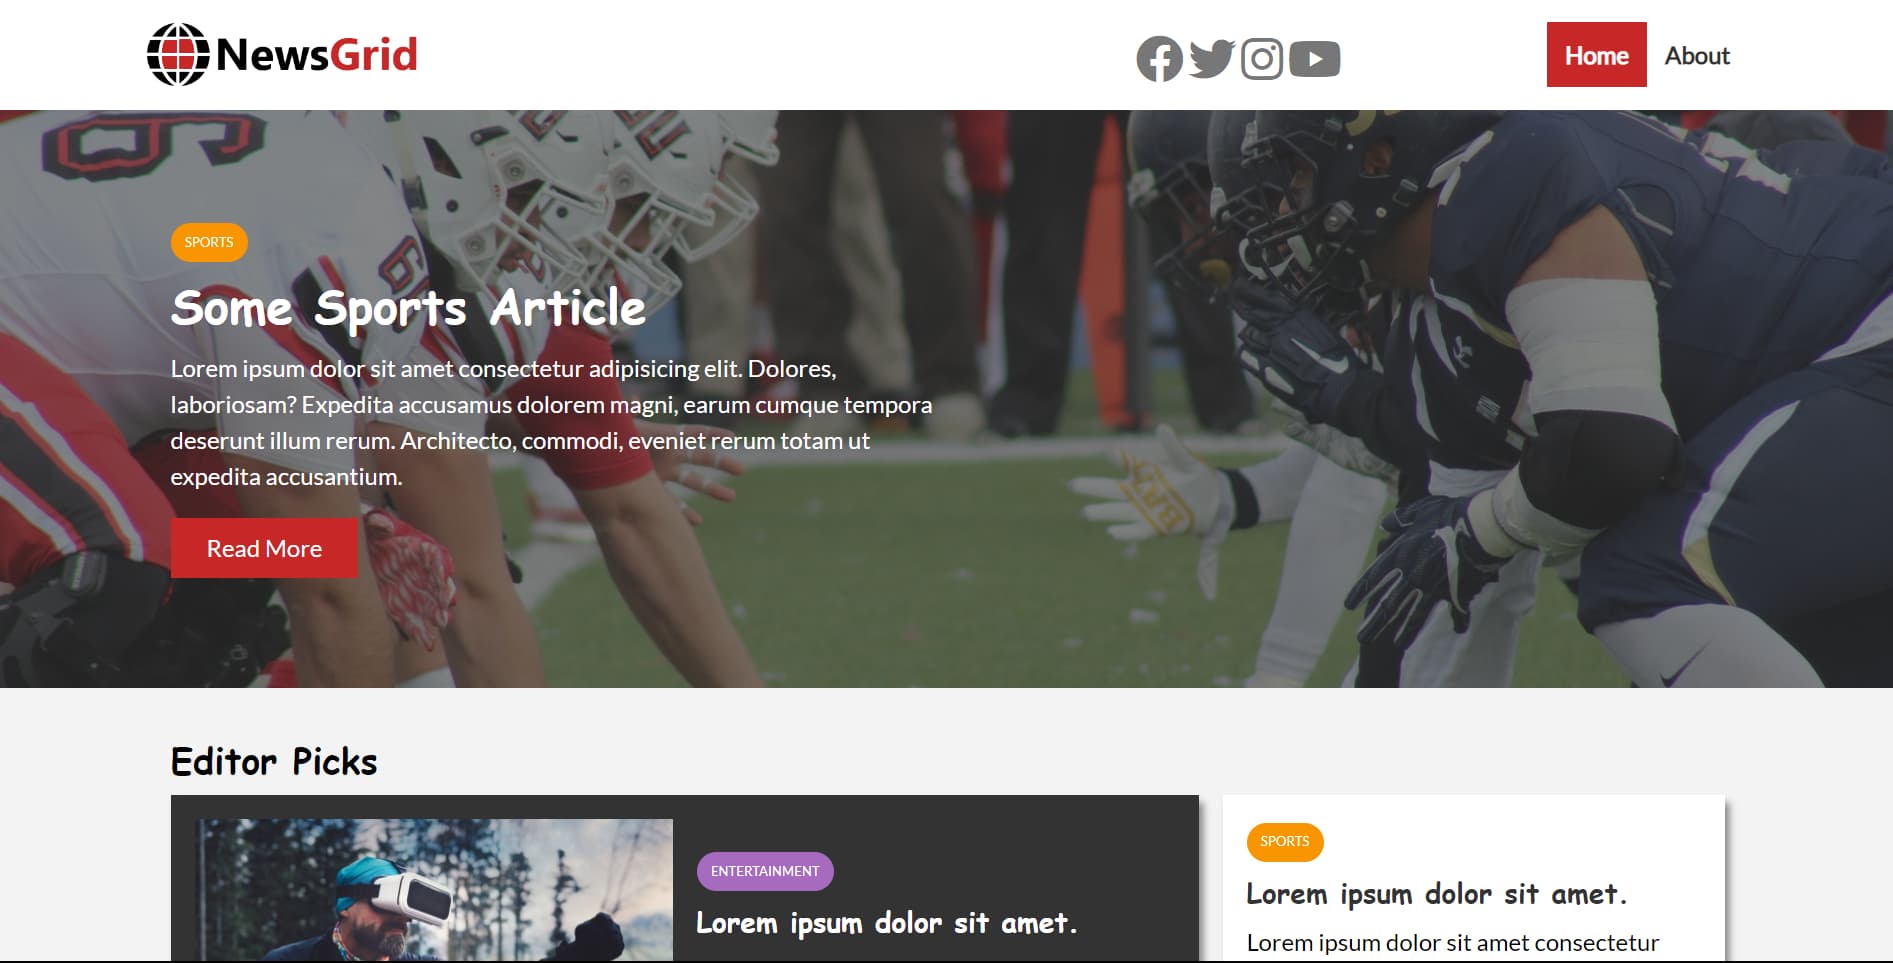 NewsGrid
Home About
SPORTS
Some Sports Article
Lorem ipsum dolor sit amet consectetur adipisicing elit. Dolores,
laboriosam? Expedita accusamus dolorem magni, earum cumque tempora
deserunt illum rerum. Architecto, commodi, eveniet rerum totam ut
expedita accusantium.
Read More
Editor Picks
ENTERTAINMENT
Lorem ipsum dolor sit amet.
SPORTS
Lorem ipsum dolor sit amet.
Lorem ipsum dolor sit amet consectetur